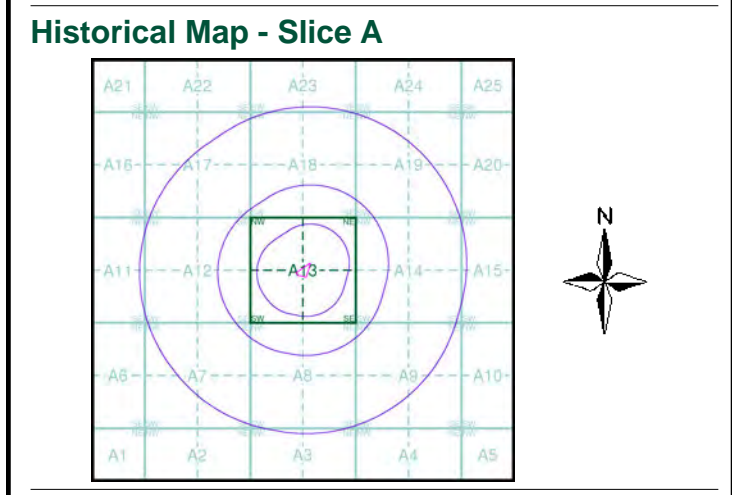 Historical Map - Slice A
A21 A22 A23 A24 A25
N
A16 A17 A18 A19 A20
NW NE
A11 A12 A13 A14 A15
SW SE
A6 A7 A8 A9 A10
A1 A2 A3 A4 A5